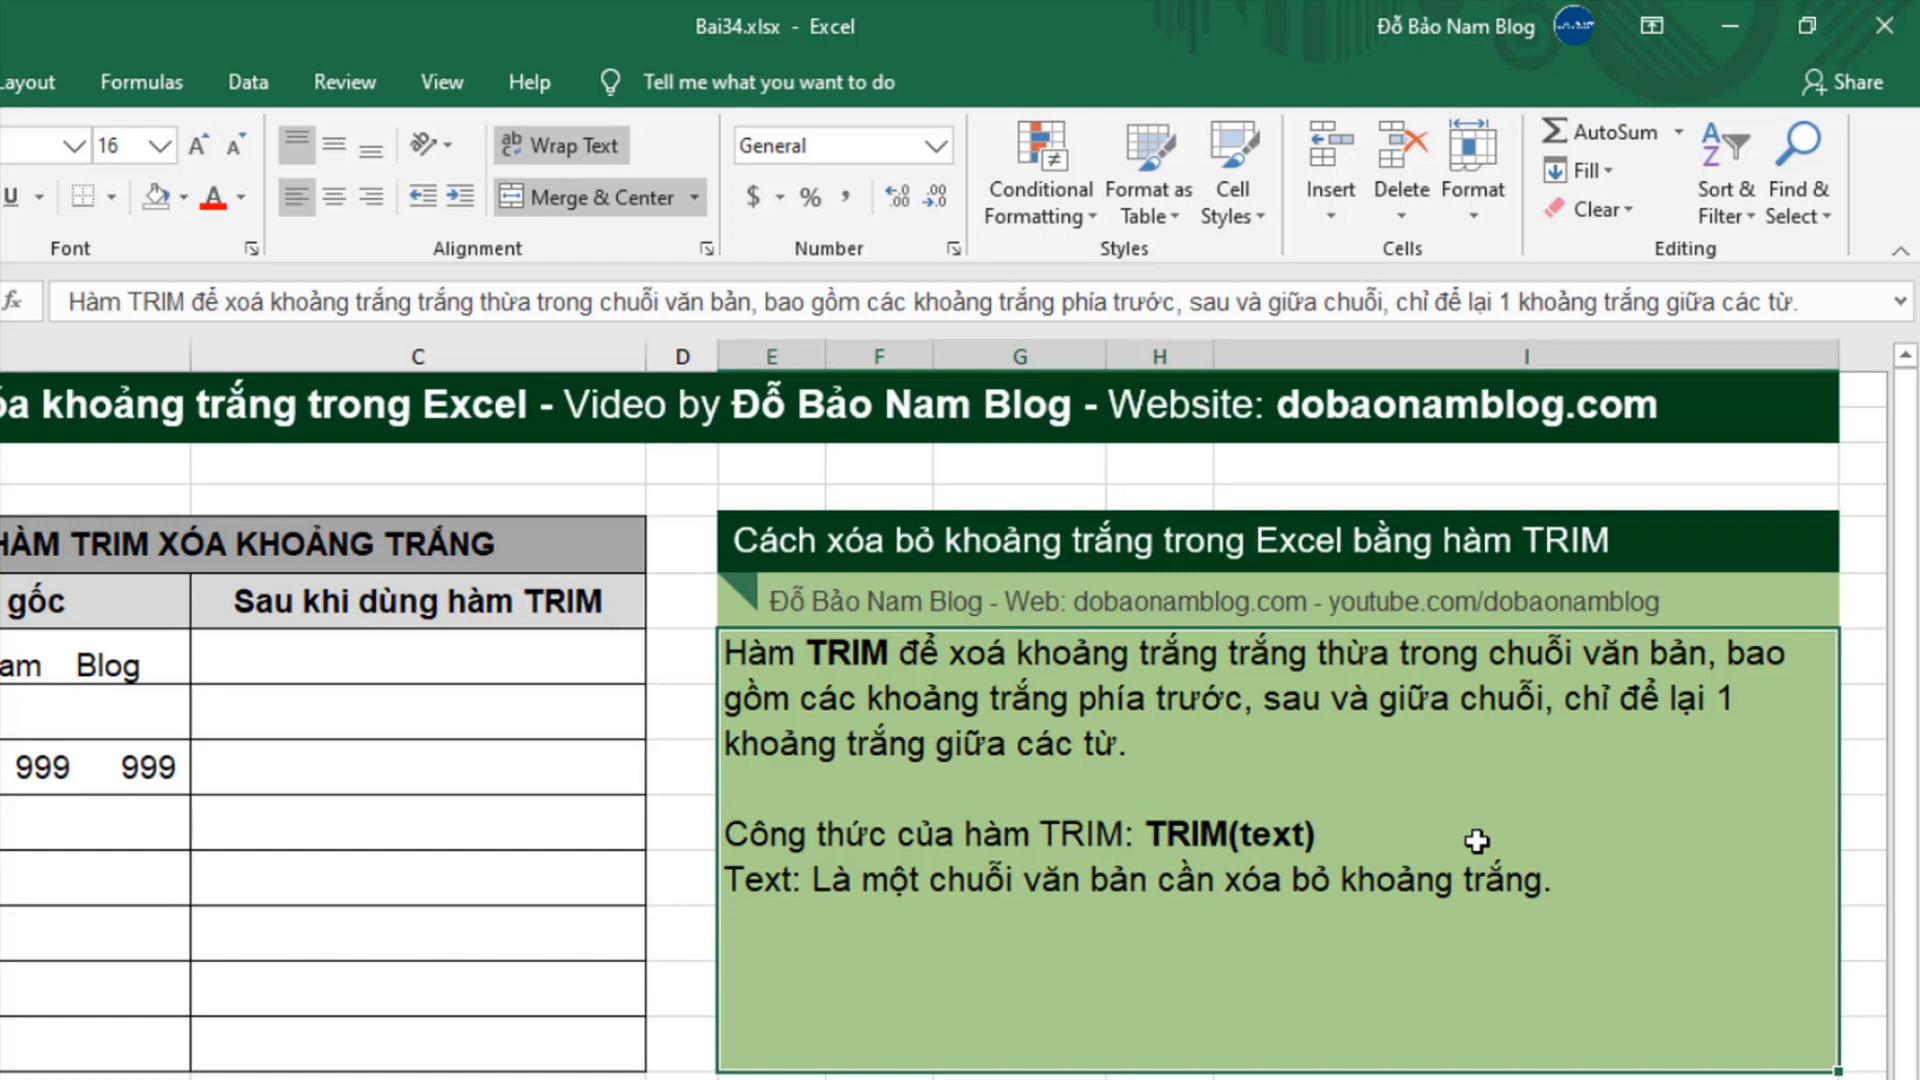 Bai34.xlsx - Excel
Đỗ Bảo Nam Blog
Layout Formulas Data Review View Help Tell me what you want to do Share
16 A A ab Wrap Text General AutoSum
U A Merge & Center $ % , Fill
Conditional Formatting Format as Table Cell Styles Insert Delete Format Clear Sort & Filter Find & Select
Font Alignment Number Styles Cells Editing
fx Hàm TRIM để xoá khoảng trắng trắng thừa trong chuỗi văn bản, bao gồm các khoảng trắng phía trước, sau và giữa chuỗi, chỉ để lại 1 khoảng trắng giữa các từ.
C D E F G H I
óa khoảng trắng trong Excel - Video by Đỗ Bảo Nam Blog - Website: dobaonamblog.com
HÀM TRIM XÓA KHOẢNG TRẮNG
gốc Sau khi dùng hàm TRIM
am Blog
999 999
Cách xóa bỏ khoảng trắng trong Excel bằng hàm TRIM
Đỗ Bảo Nam Blog - Web: dobaonamblog.com - youtube.com/dobaonamblog
Hàm TRIM để xoá khoảng trắng trắng thừa trong chuỗi văn bản, bao
gồm các khoảng trắng phía trước, sau và giữa chuỗi, chỉ để lại 1
khoảng trắng giữa các từ.
Công thức của hàm TRIM: TRIM(text)
Text: Là một chuỗi văn bản cần xóa bỏ khoảng trắng.